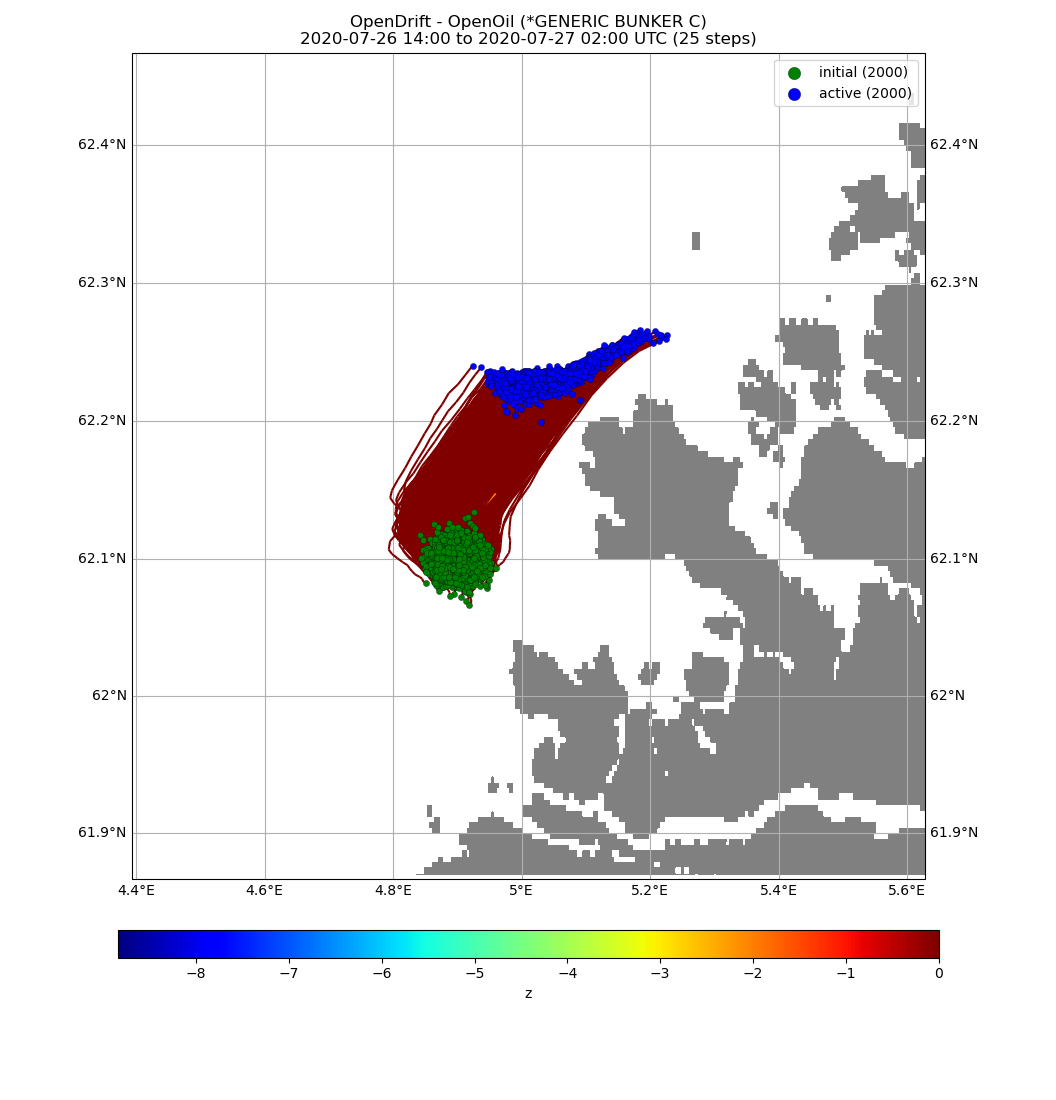 OpenDrift - OpenOil (*GENERIC BUNKER C)
2020-07-26 14:00 to 2020-07-27 02:00 UTC (25 steps)
initial (2000)
active (2000)
62.4°N 62.4°N
62.3°N 62.3°N
62.2°N 62.2°N
62.1°N 62.1°N
62°N 62°N
61.9°N 61.9°N
4.4°E 4.6°E 4.8°E 5°E 5.2°E 5.4°E 5.6°E
−8 −7 −6 −5 −4 −3 −2 −1 0
z